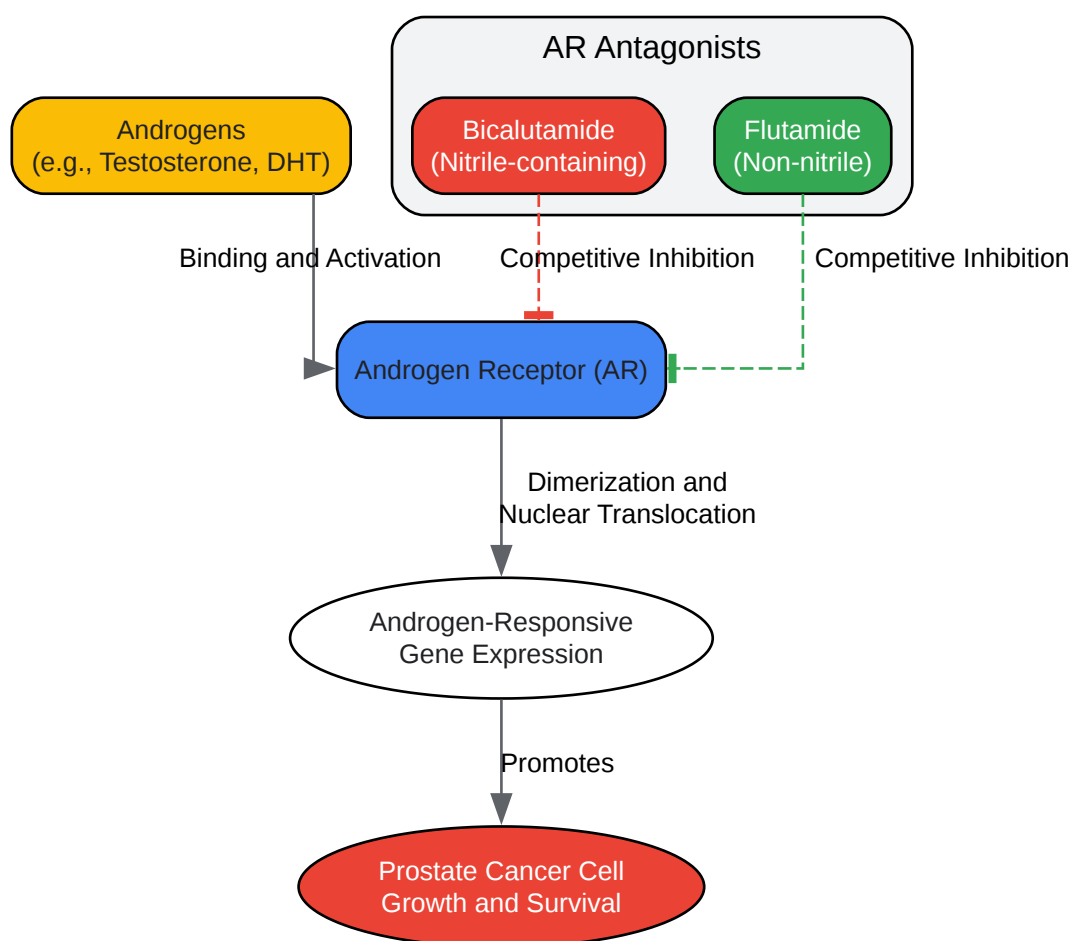 AR Antagonists
Androgens
(e.g., Testosterone, DHT)
Bicalutamide
(Nitrile-containing)
Flutamide
(Non-nitrile)
Binding and Activation
Competitive Inhibition
Competitive Inhibition
Androgen Receptor (AR)
Dimerization and
Nuclear Translocation
Androgen-Responsive
Gene Expression
Promotes
Prostate Cancer Cell
Growth and Survival